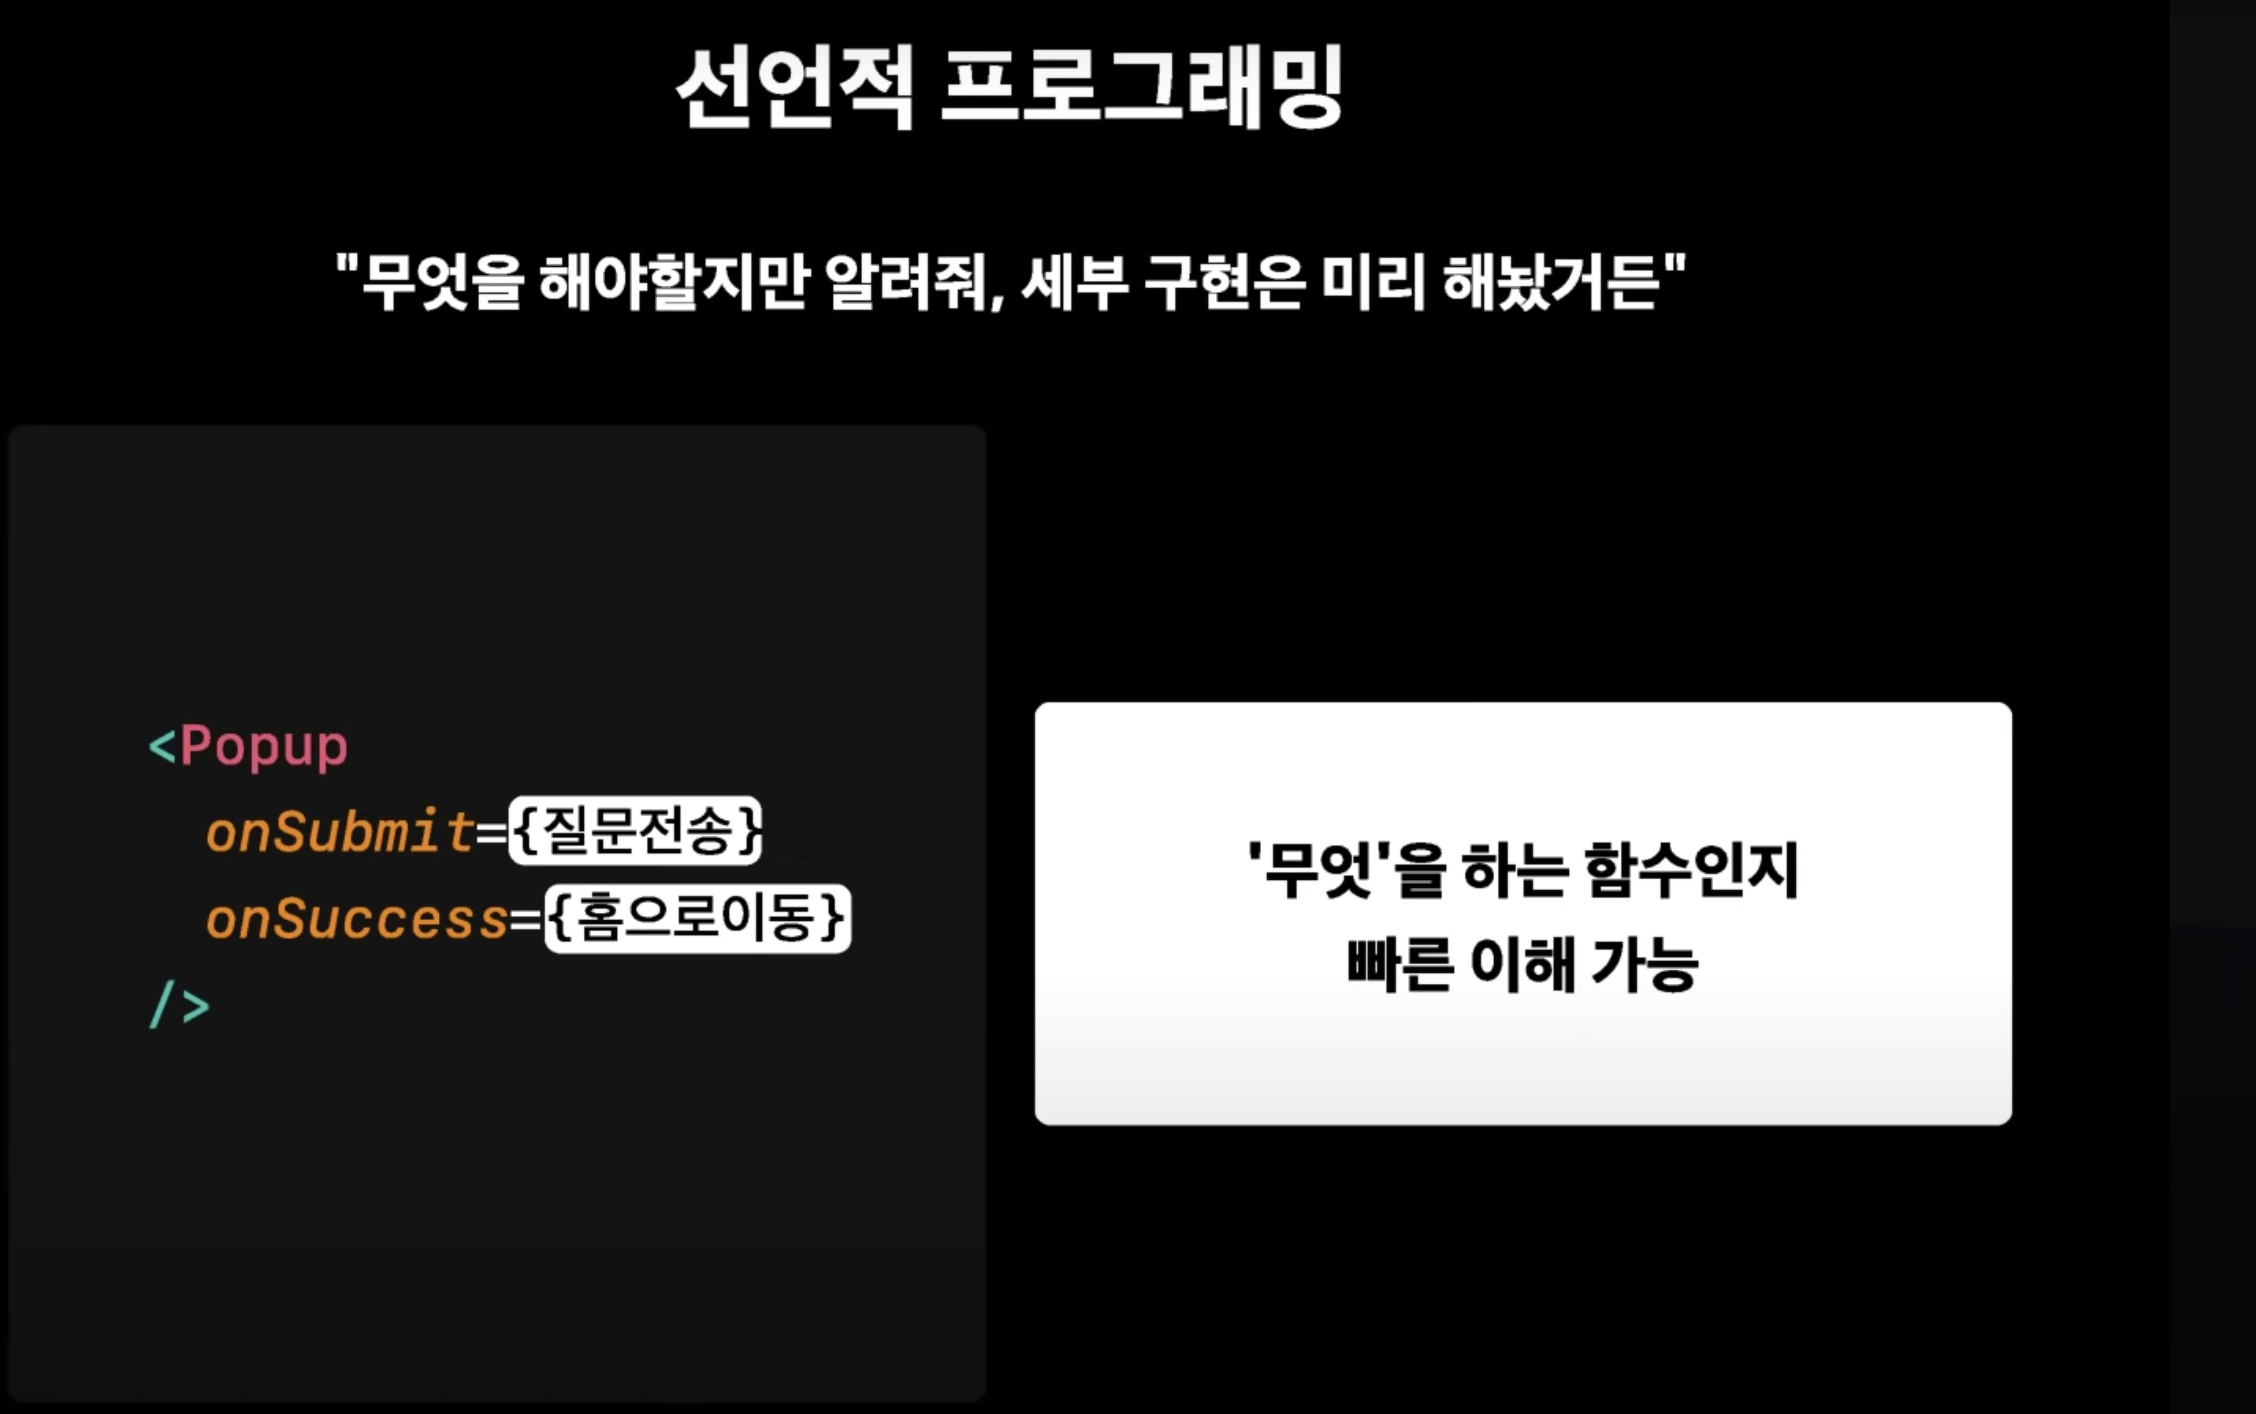 선언적 프로그래밍
"무엇을 해야할지만 알려줘, 세부 구현은 미리 해놨거든"
<Popup
onSubmit={질문전송}
onSuccess={홈으로이동}
/>
'무엇'을 하는 함수인지
빠른 이해 가능